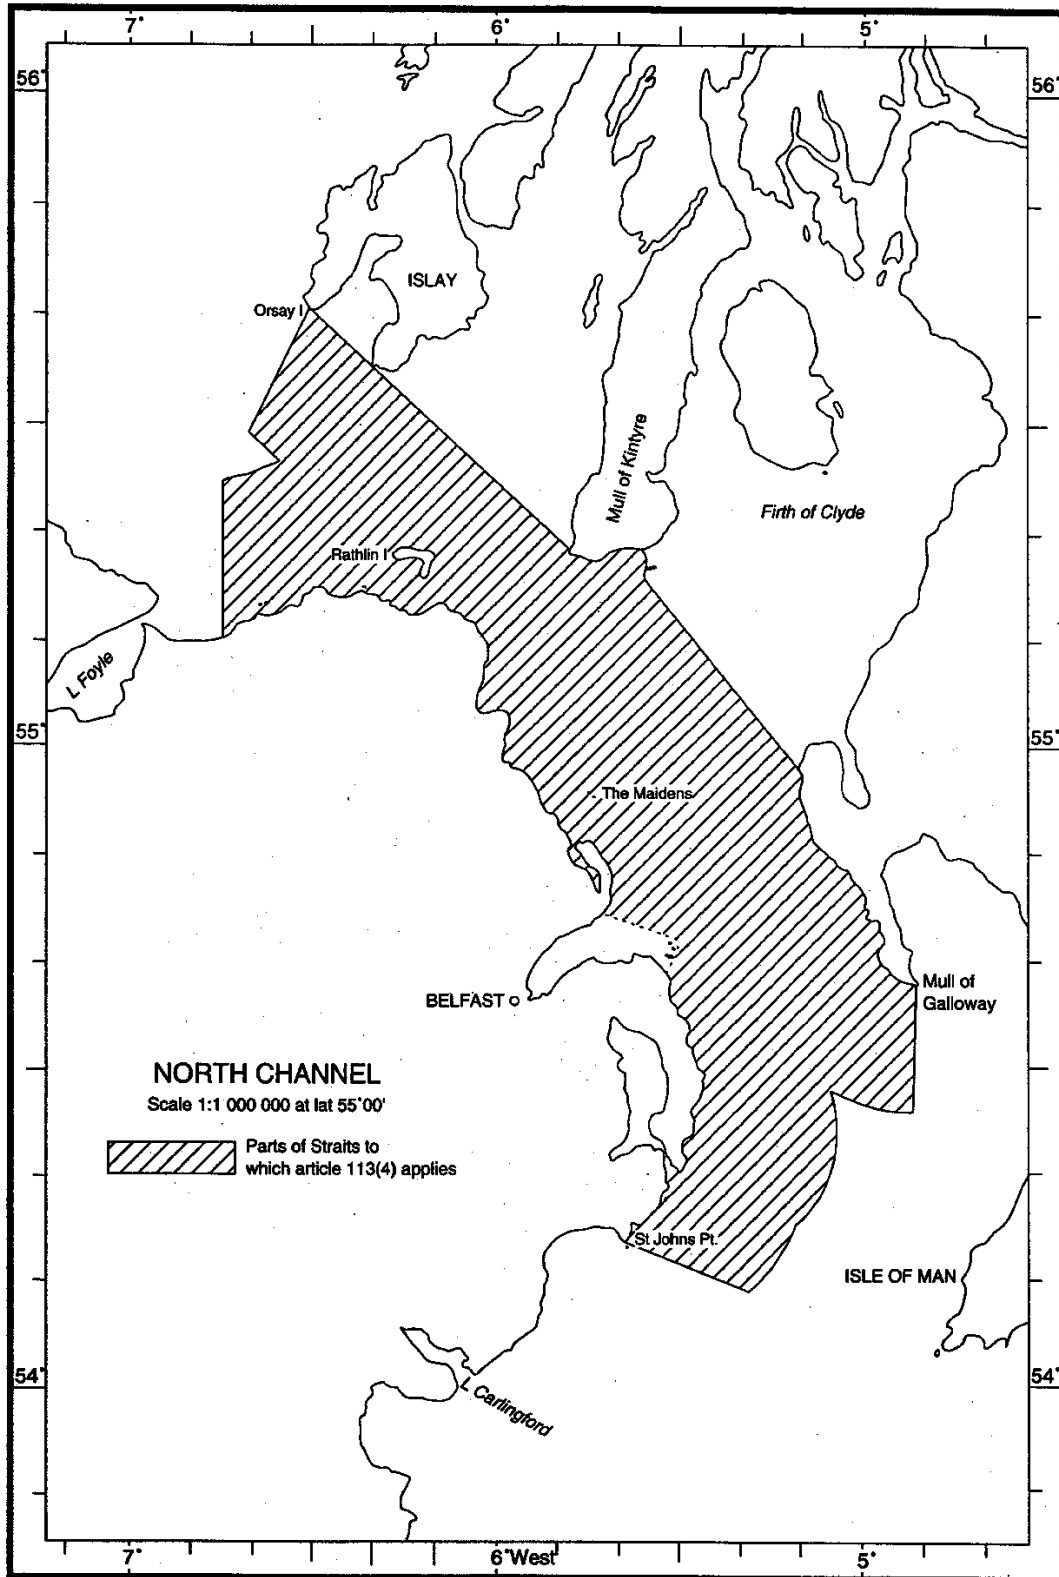 7° 6° 5°
56° 56°
ISLAY
Orsay I
Mull of Kintyre
Firth of Clyde
Rathlin I
L Foyle
55° 55°
The Maidens
Mull of
Galloway
BELFAST
NORTH CHANNEL
Scale 1:1 000 000 at lat 55°00'
Parts of Straits to
which article 113(4) applies
St Johns Pt.
ISLE OF MAN
54° 54°
L Carlingford
7° 6°West 5°